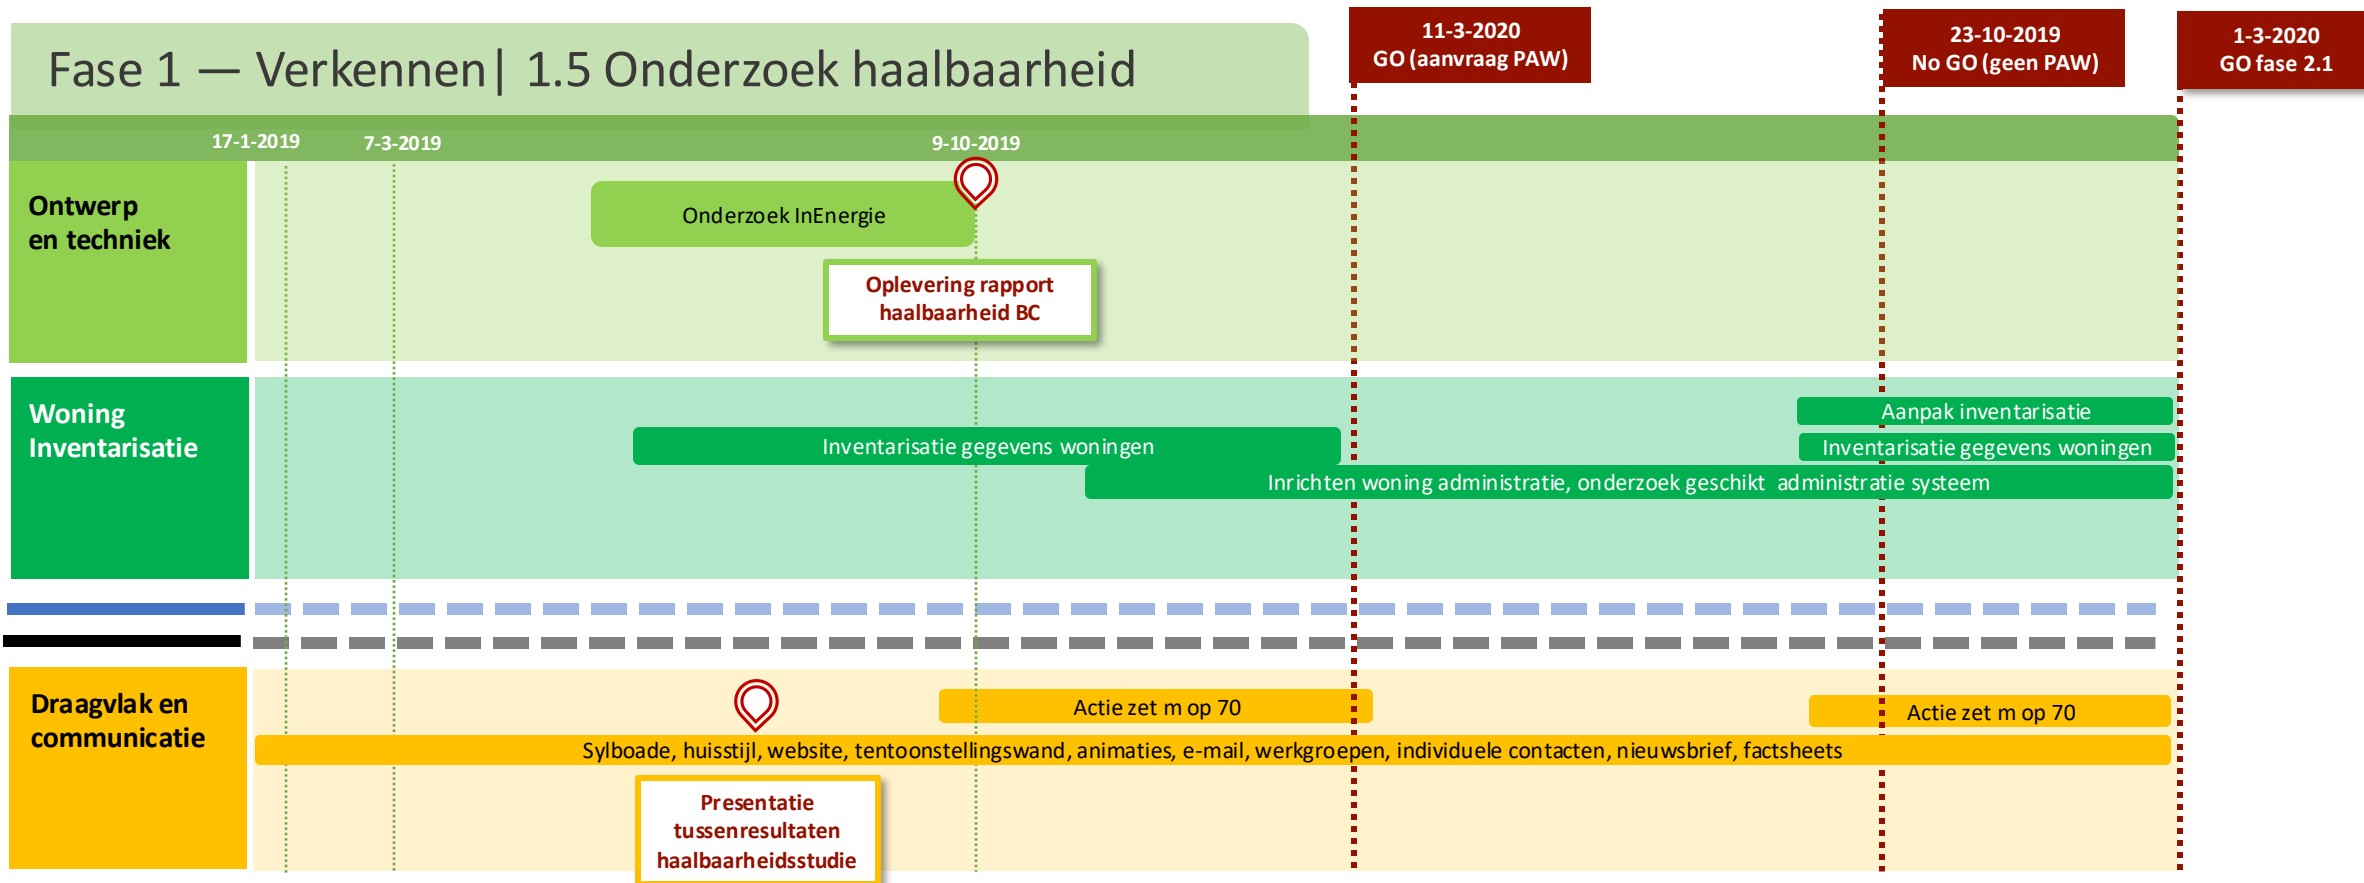 Fase 1 — Verkennen| 1.5 Onderzoek haalbaarheid
11-3-2020
GO (aanvraag PAW)
23-10-2019
No GO (geen PAW)
1-3-2020
GO fase 2.1
17-1-2019
7-3-2019
9-10-2019
Ontwerp
en techniek
Onderzoek InEnergie
Oplevering rapport
haalbaarheid BC
Woning
Inventarisatie
Aanpak inventarisatie
Inventarisatie gegevens woningen
Inventarisatie gegevens woningen
Inrichten woning administratie, onderzoek geschikt administratie systeem
Draagvlak en
communicatie
Actie zet m op 70
Actie zet m op 70
Sylboade, huisstijl, website, tentoonstellingswand, animaties, e-mail, werkgroepen, individuele contacten, nieuwsbrief, factsheets
Presentatie
tussenresultaten
haalbaarheidsstudie